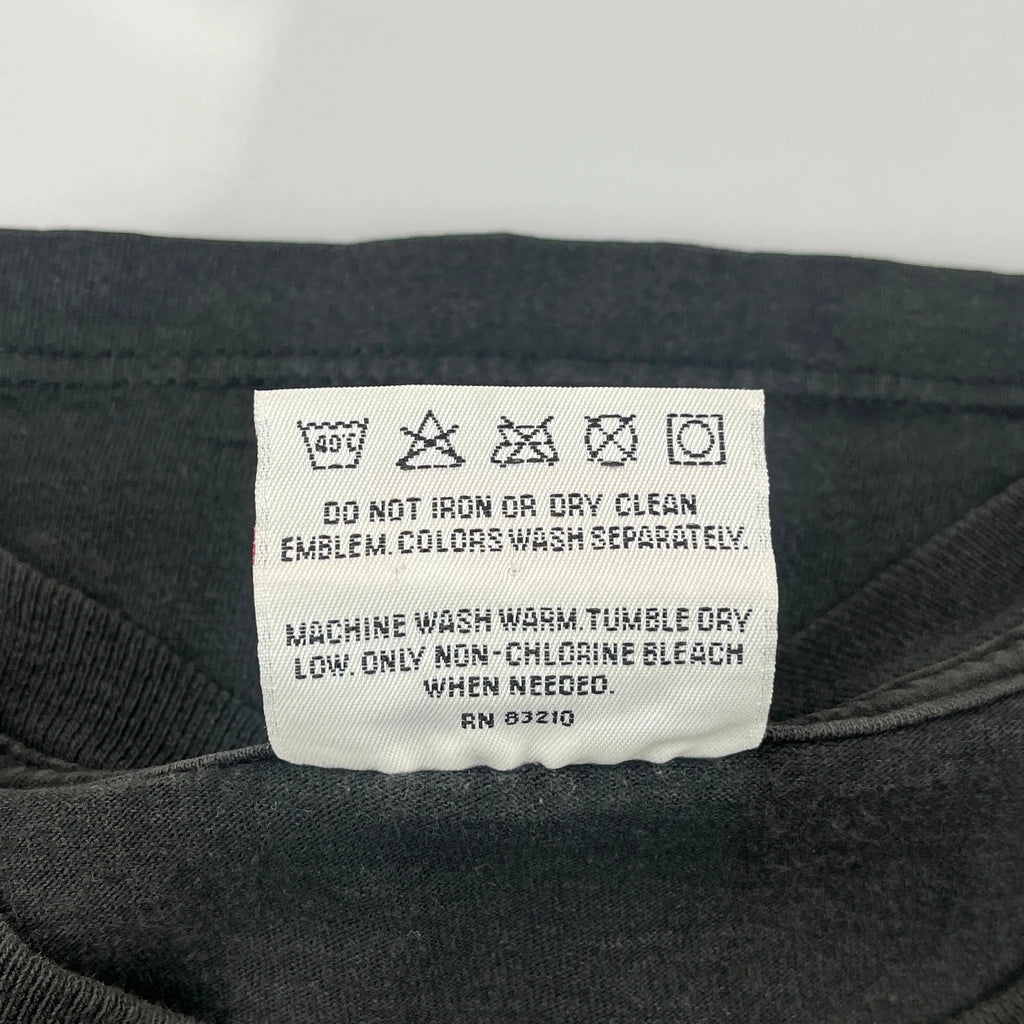 40°C
DO NOT IRON OR DRY CLEAN
EMBLEM. COLORS WASH SEPARATELY.
MACHINE WASH WARM. TUMBLE DRY
LOW. ONLY NON-CHLORINE BLEACH
WHEN NEEDED.
RN 83210